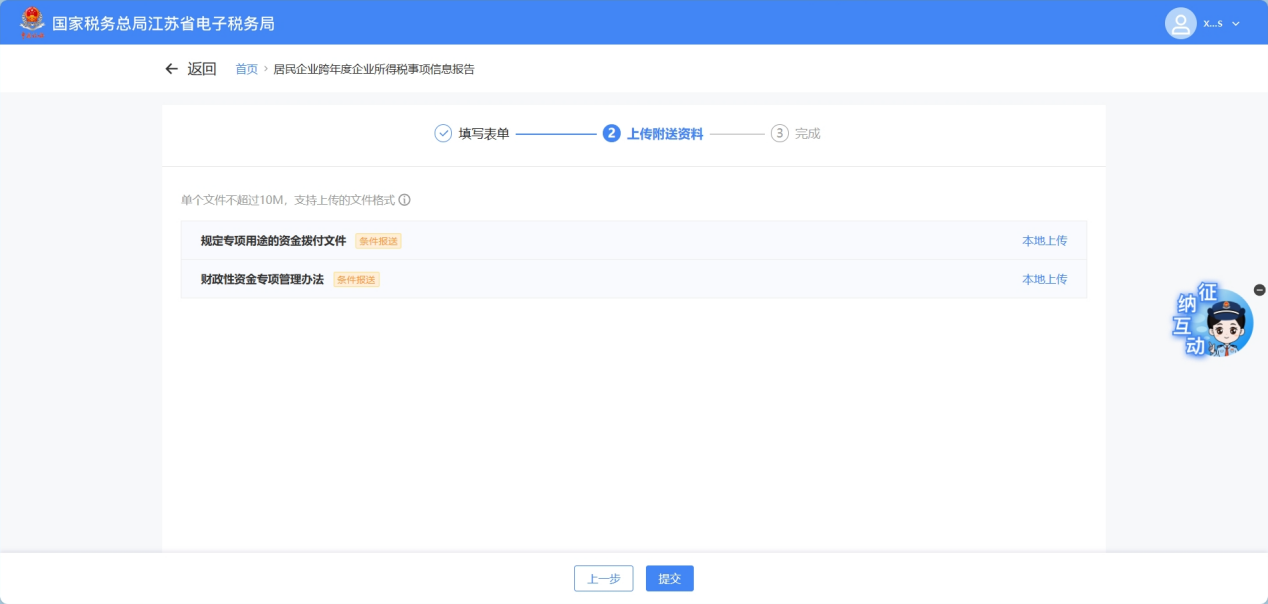 国家税务总局江苏省电子税务局
x...s
返回 首页 > 居民企业跨年度企业所得税事项信息报告
填写表单 2 上传附送资料 3 完成
单个文件不超过10M，支持上传的文件格式
规定专项用途的资金拨付文件 条件报送 本地上传
财政性资金专项管理办法 条件报送 本地上传
征纳互动
上一步 提交